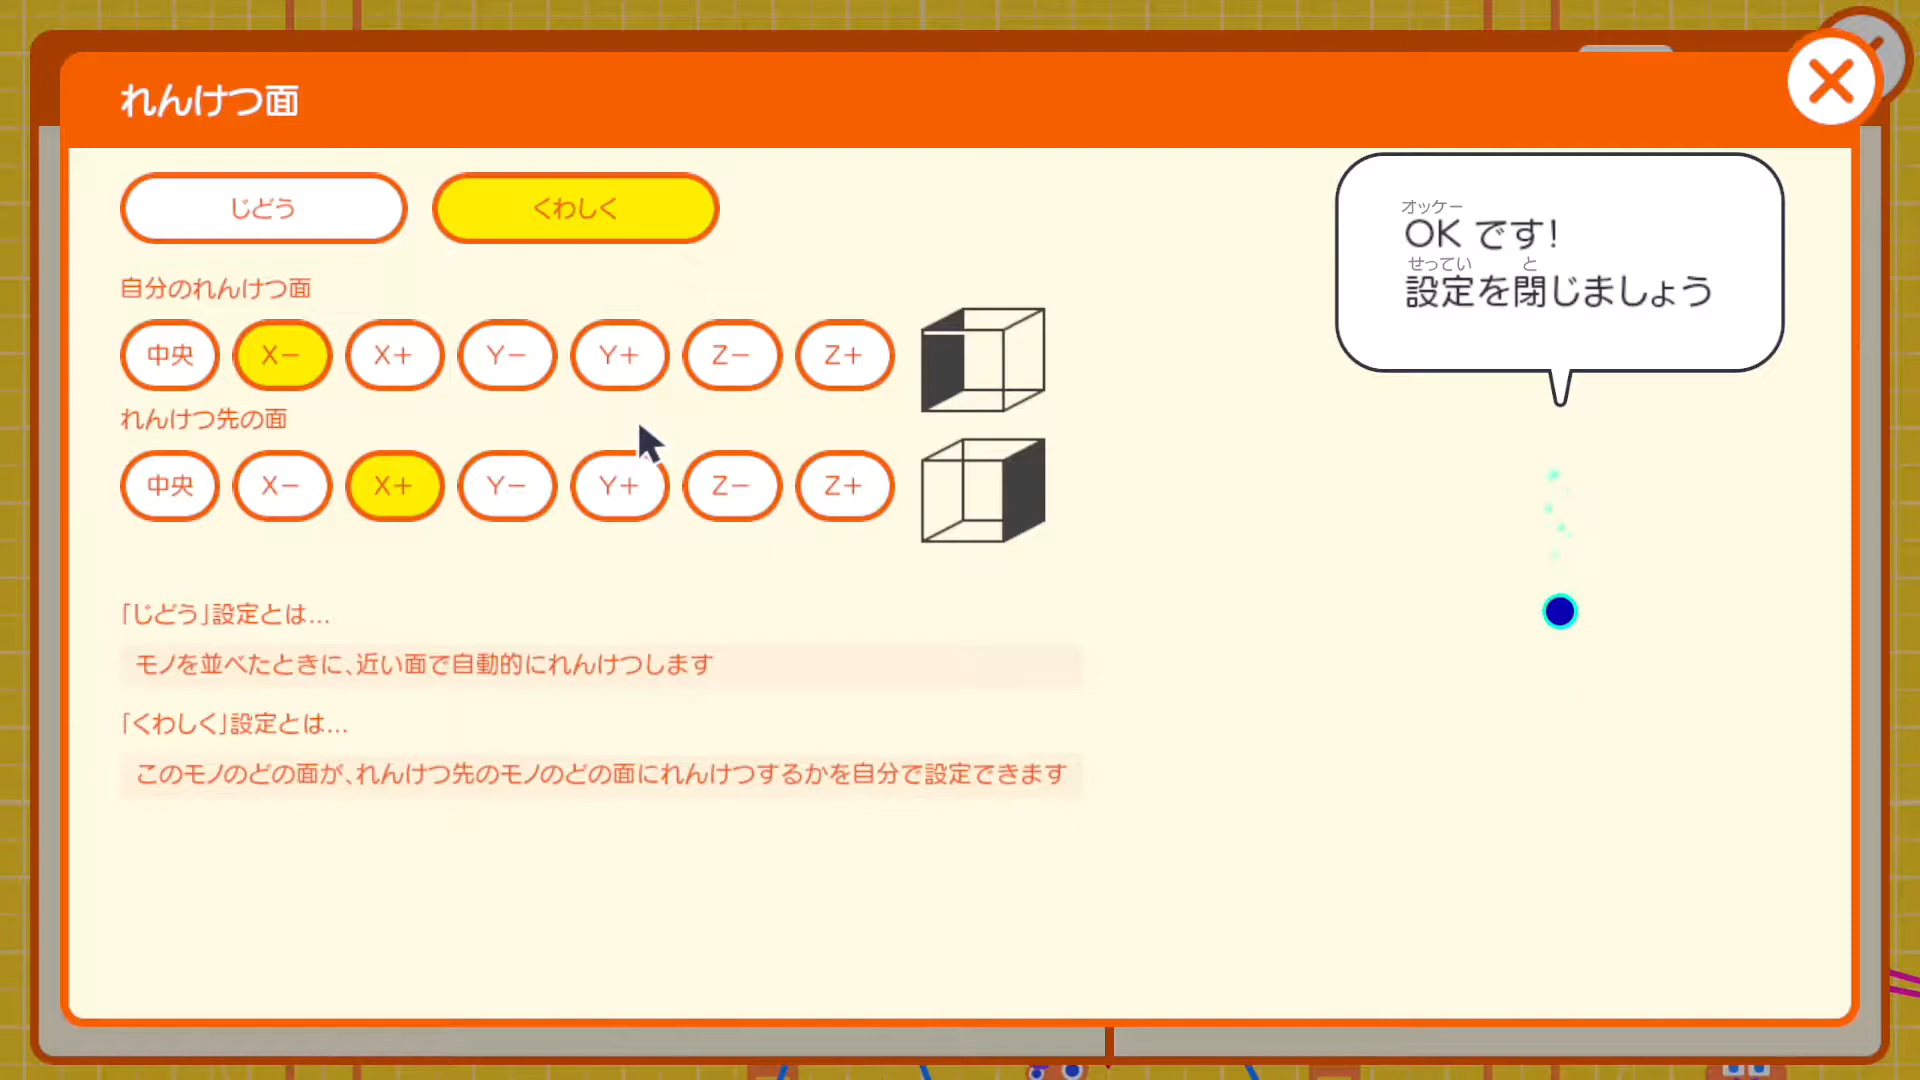 れんけつ面
じどう
くわしく
自分のれんけつ面
中央 X− X+ Y− Y+ Z− Z+
れんけつ先の面
中央 X− X+ Y− Y+ Z− Z+
「じどう」設定とは...
モノを並べたときに、近い面で自動的にれんけつします
「くわしく」設定とは...
このモノのどの面が、れんけつ先のモノのどの面にれんけつするかを自分で設定できます
オッケー
OK です!
せってい と
設定を閉じましょう